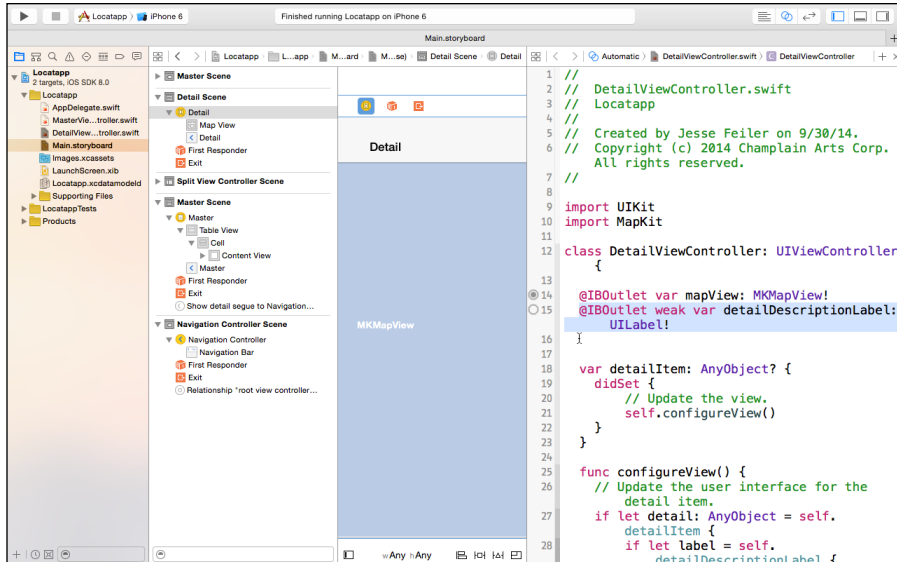 Locatapp
iPhone 6
Finished running Locatapp on iPhone 6
Main.storyboard
Locatapp
L...app
M...ard
M...se)
Detail Scene
Detail
Automatic
DetailViewController.swift
DetailViewController
Locatapp
2 targets, iOS SDK 8.0
Locatapp
AppDelegate.swift
MasterVie...troller.swift
DetailView...troller.swift
Main.storyboard
Images.xcassets
LaunchScreen.xib
Locatapp.xcdatamodeld
Supporting Files
LocatappTests
Products
Master Scene
Detail Scene
Detail
Map View
Detail
First Responder
Exit
Split View Controller Scene
Master Scene
Master
Table View
Cell
Content View
Master
First Responder
Exit
Show detail segue to Navigation...
Navigation Controller Scene
Navigation Controller
Navigation Bar
First Responder
Exit
Relationship "root view controller...
Detail
MKMapView
wAny hAny
1 //
2 // DetailViewController.swift
3 // Locatapp
4 //
5 // Created by Jesse Feiler on 9/30/14.
6 // Copyright (c) 2014 Champlain Arts Corp.
All rights reserved.
7 //
8
9 import UIKit
10 import MapKit
11
12 class DetailViewController: UIViewController
{
13
14 @IBOutlet var mapView: MKMapView!
15 @IBOutlet weak var detailDescriptionLabel:
UILabel!
16
17
18 var detailItem: AnyObject? {
19 didSet {
20 // Update the view.
21 self.configureView()
22 }
23 }
24
25 func configureView() {
26 // Update the user interface for the
detail item.
27 if let detail: AnyObject = self.
detailItem {
28 if let label = self.
detailDescriptionLabel {